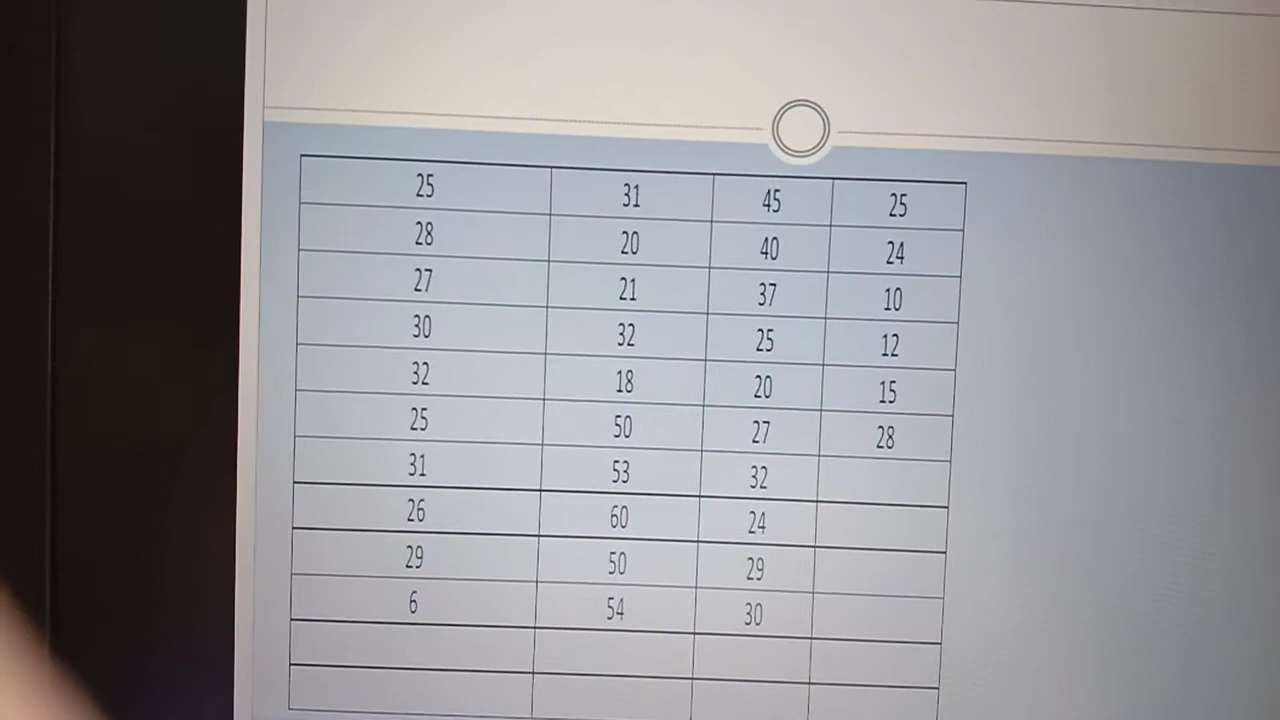 25 31 45 25
28 20 40 24
27 21 37 10
30 32 25 12
32 18 20 15
25 50 27 28
31 53 32
26 60 24
29 50 29
6 54 30